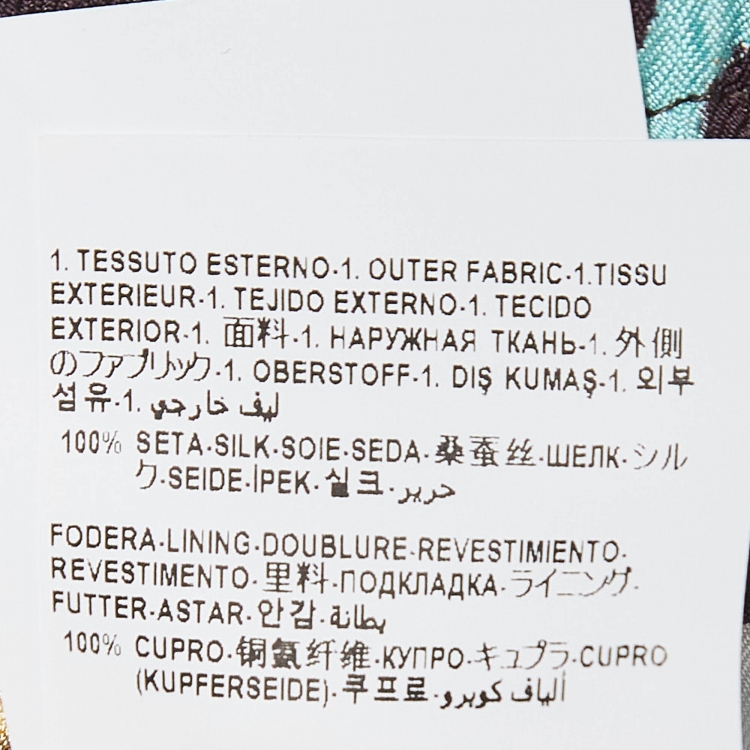 1. TESSUTO ESTERNO-1. OUTER FABRIC-1.TISSU
EXTERIEUR-1. TEJIDO EXTERNO-1. TECIDO
EXTERIOR-1. 面料-1. НАРУЖНАЯ ТКАНЬ-1. 外側
のファブリック-1. OBERSTOFF-1. DIŞ KUMAŞ-1. 외부
섬유-1. ليف خارجي
100% SETA-SILK-SOIE-SEDA-桑蚕丝-ШЕЛК-シル
ク-SEIDE-İPEK-실크-حرير
FODERA-LINING-DOUBLURE-REVESTIMIENTO-
REVESTIMENTO-里料-ПОДКЛАДКА-ライニング-
FUTTER-ASTAR-안감-بطانة
100% CUPRO-铜氨纤维-КУПРО-キュプラ-CUPRO
(KUPFERSEIDE)-쿠프로-ألياف كوبرو